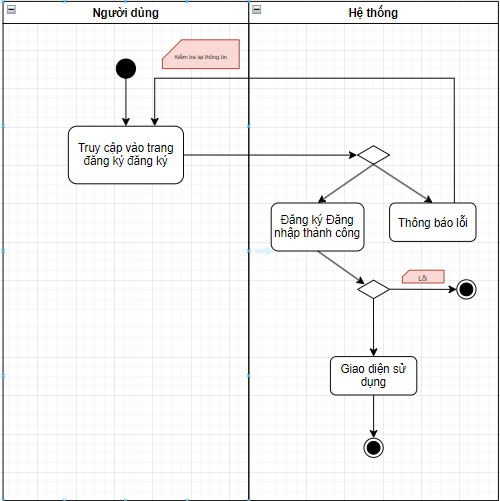 Người dùng
Hệ thống
Kiểm tra lại thông tin
Truy cập vào trang
đăng ký đăng ký
Đăng ký Đăng
nhập thành công
Thông báo lỗi
Lỗi
Giao diện sử
dụng